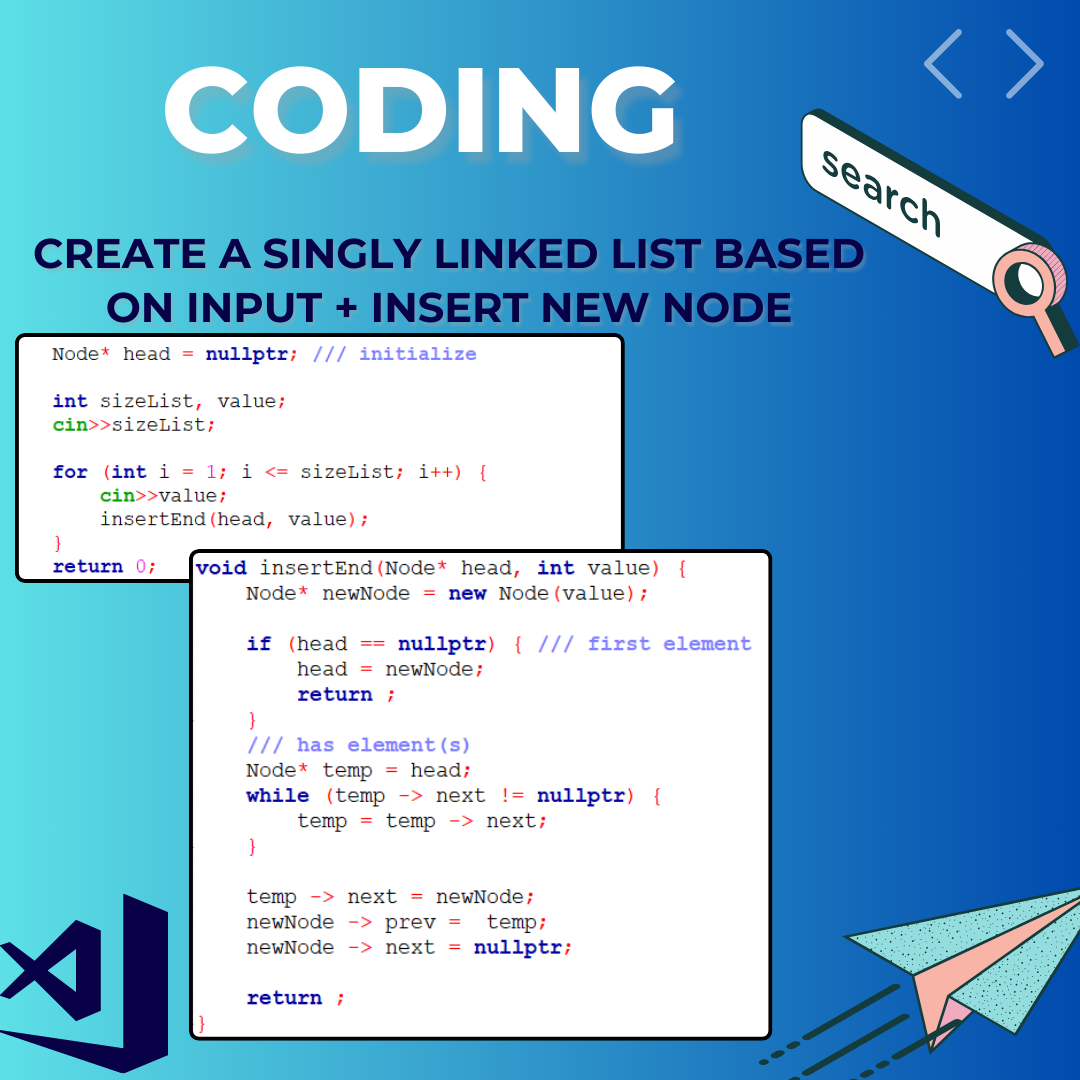 CODING
search
CREATE A SINGLY LINKED LIST BASED
ON INPUT + INSERT NEW NODE
Node* head = nullptr; /// initialize
int sizeList, value;
cin>>sizeList;
for (int i = 1; i <= sizeList; i++) {
cin>>value;
insertEnd(head, value);
}
return 0;
void insertEnd(Node* head, int value) {
Node* newNode = new Node(value);
if (head == nullptr) { /// first element
head = newNode;
return ;
}
/// has element(s)
Node* temp = head;
while (temp -> next != nullptr) {
temp = temp -> next;
}
temp -> next = newNode;
newNode -> prev =  temp;
newNode -> next = nullptr;
return ;
}